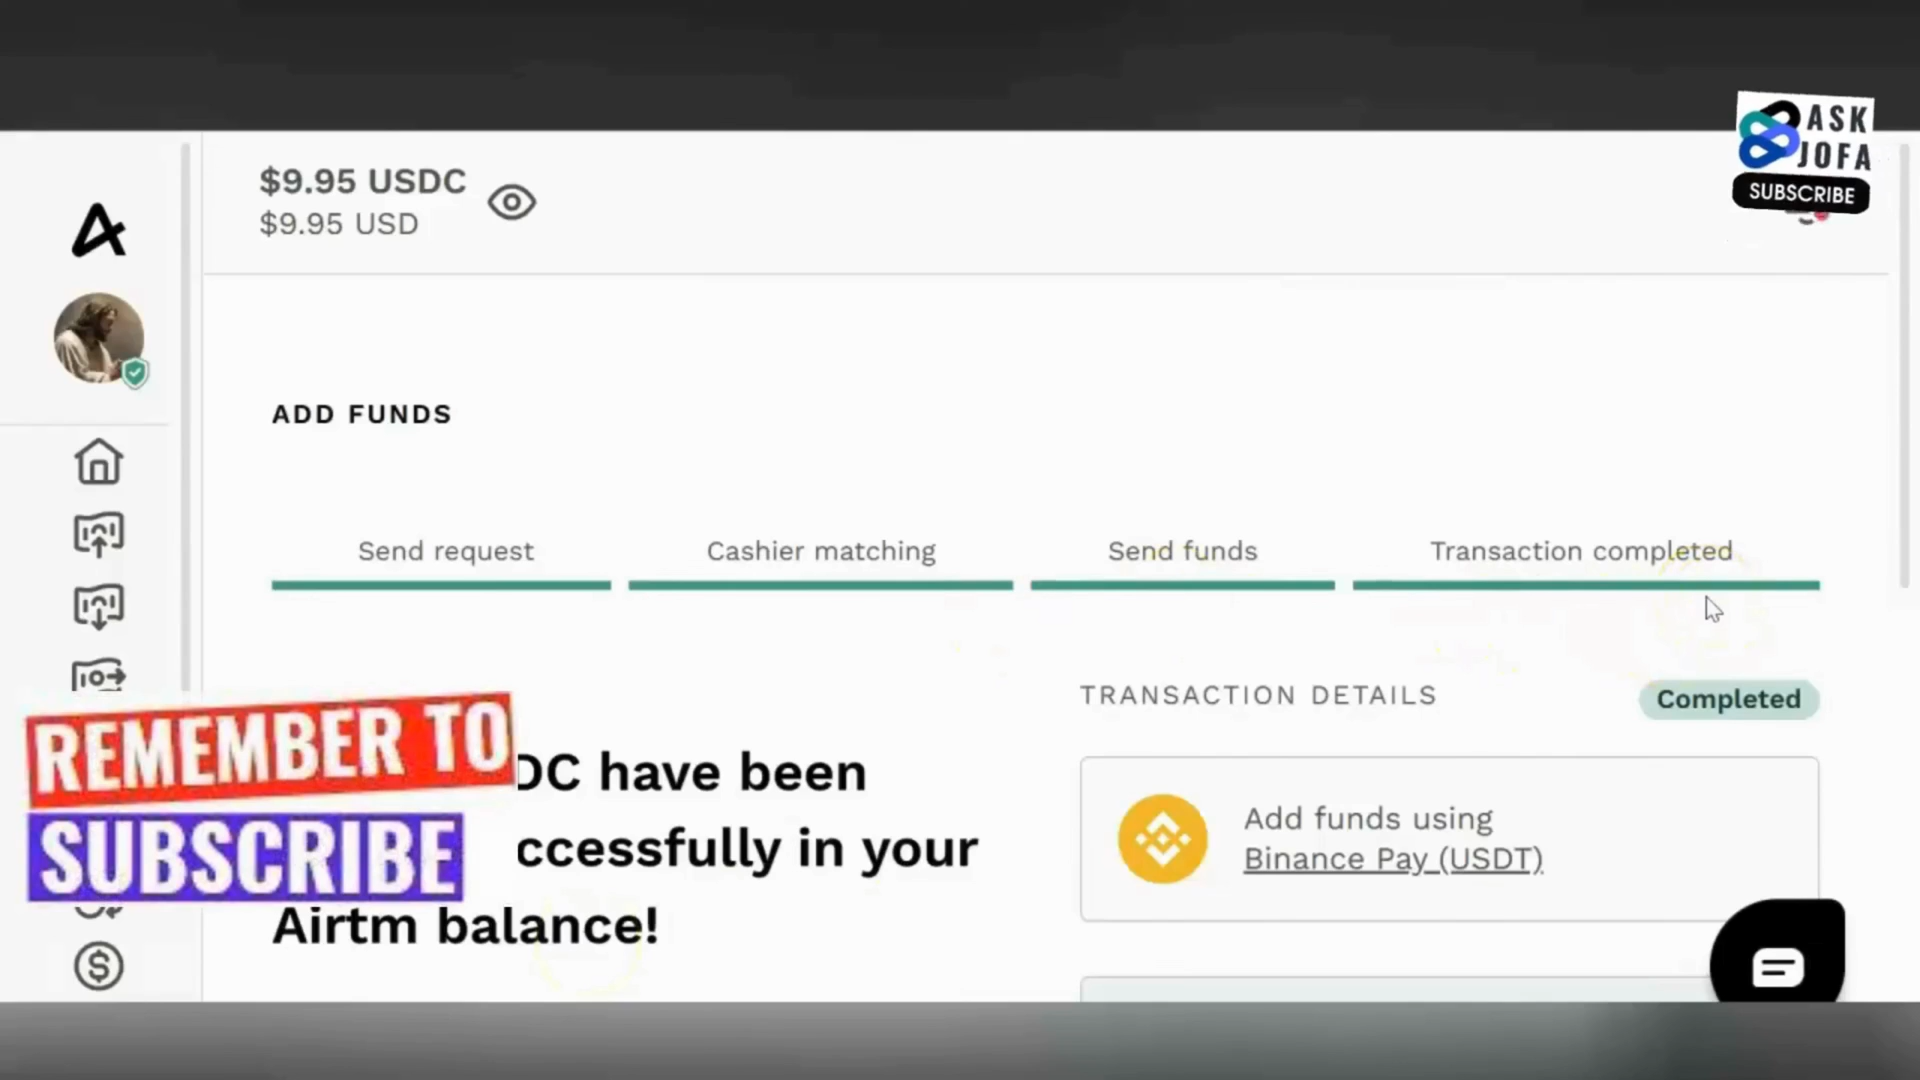 ASK
JOFA
SUBSCRIBE
$9.95 USDC
$9.95 USD
ADD FUNDS
Send request
Cashier matching
Send funds
Transaction completed
TRANSACTION DETAILS
Completed
REMEMBER TO
SUBSCRIBE
DC have been
ccessfully in your
Airtm balance!
Add funds using
Binance Pay (USDT)